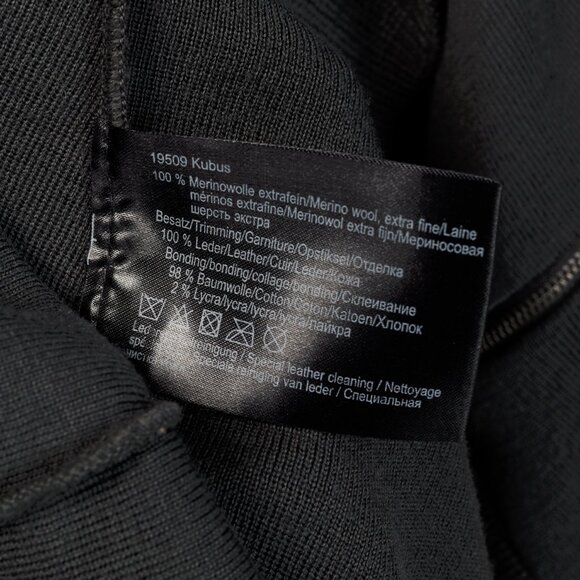 19509 Kubus
100 % Merinowolle extrafein/Merino wool, extra fine/Laine
mérinos extrafine/Merinowol extra fijn/Мериносовая
шерсть экстра
Besatz/Trimming/Garniture/Opstiksel/Отделка
100 % Leder/Leather/Cuir/Leder/Кожа
Bonding/bonding/collage/bonding/Склеивание
98 % Baumwolle/Cotton/Coton/Katoen/Хлопок
2 % Lycra/lycra/lycra/lycra/лайкра
Special leather cleaning / Nettoyage
spé reiniging van leder / Специальная